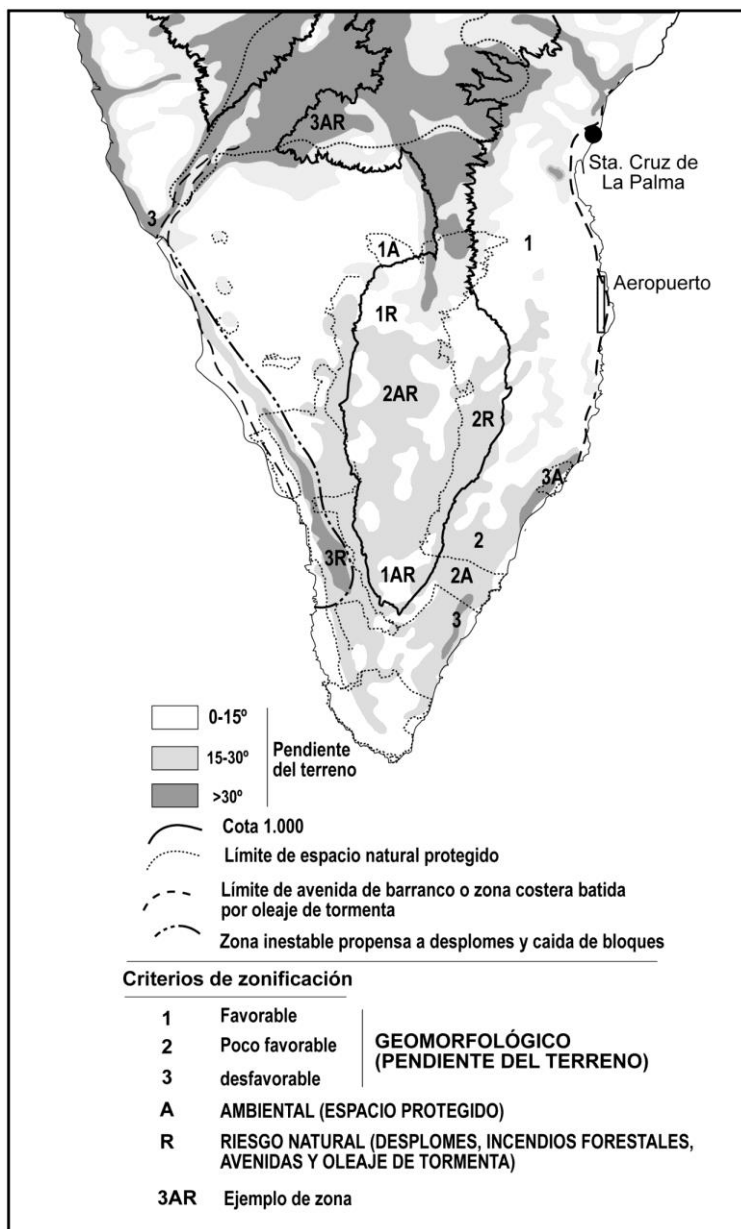 3AR
Sta. Cruz de
La Palma
3
1A
1
Aeropuerto
1R
2AR
2R
3A
3R
2
1AR
2A
3
0-15º
15-30º
>30º
Pendiente
del terreno
Cota 1.000
Límite de espacio natural protegido
Límite de avenida de barranco o zona costera batida
por oleaje de tormenta
Zona inestable propensa a desplomes y caida de bloques
Criterios de zonificación
1 Favorable
2 Poco favorable
3 desfavorable
GEOMORFOLÓGICO
(PENDIENTE DEL TERRENO)
A AMBIENTAL (ESPACIO PROTEGIDO)
R RIESGO NATURAL (DESPLOMES, INCENDIOS FORESTALES,
AVENIDAS Y OLEAJE DE TORMENTA)
3AR Ejemplo de zona